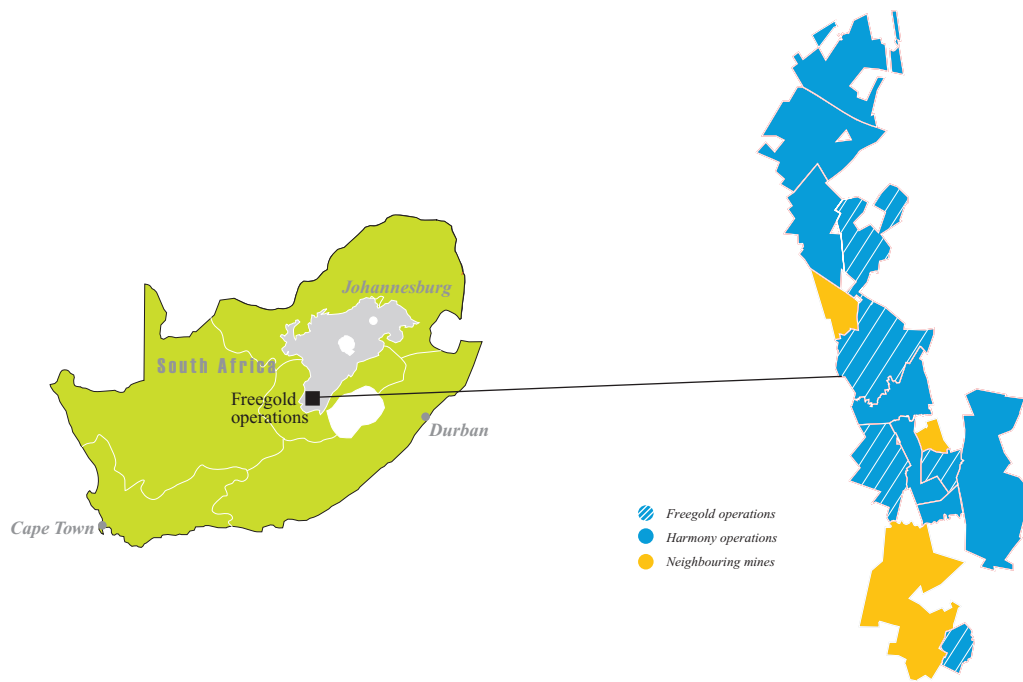 Johannesburg
South Africa
Freegold
operations
Durban
Cape Town
Freegold operations
Harmony operations
Neighbouring mines